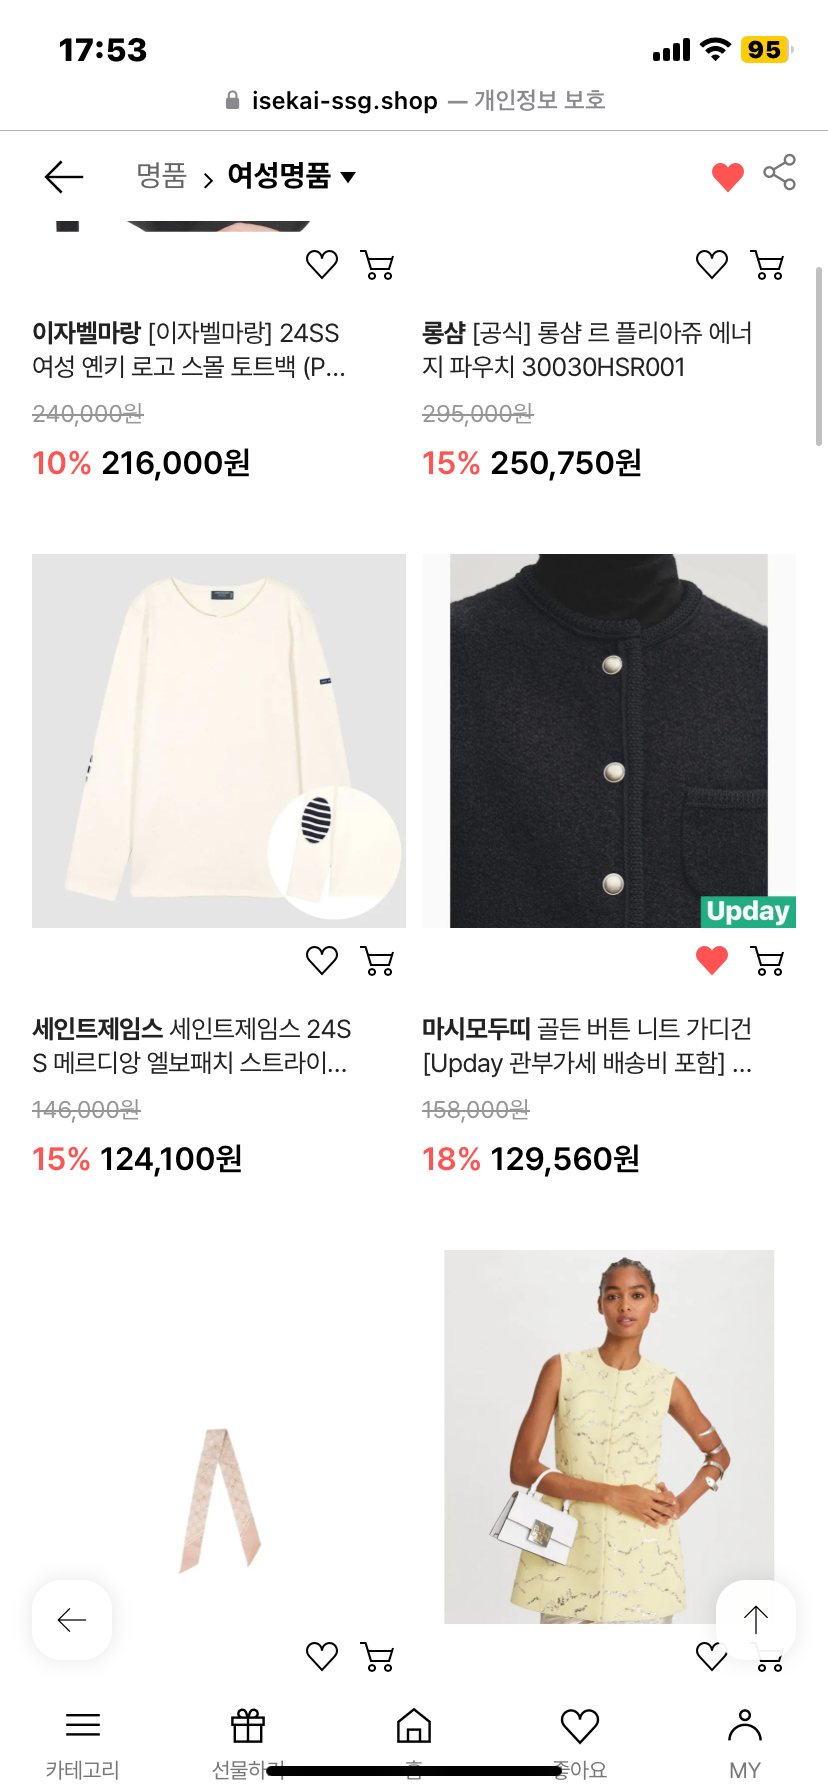 17:53
95
isekai-ssg.shop — 개인정보 보호
명품 > 여성명품 ▼
이자벨마랑 [이자벨마랑] 24SS
여성 옌키 로고 스몰 토트백 (P...
240,000원
10% 216,000원
롱샴 [공식] 롱샴 르 플리아쥬 에너
지 파우치 30030HSR001
295,000원
15% 250,750원
Upday
세인트제임스 세인트제임스 24S
S 메르디앙 엘보패치 스트라이...
146,000원
15% 124,100원
마시모두띠 골든 버튼 니트 가디건
[Upday 관부가세 배송비 포함] ...
158,000원
18% 129,560원
카테고리
선물하기
홈
좋아요
MY